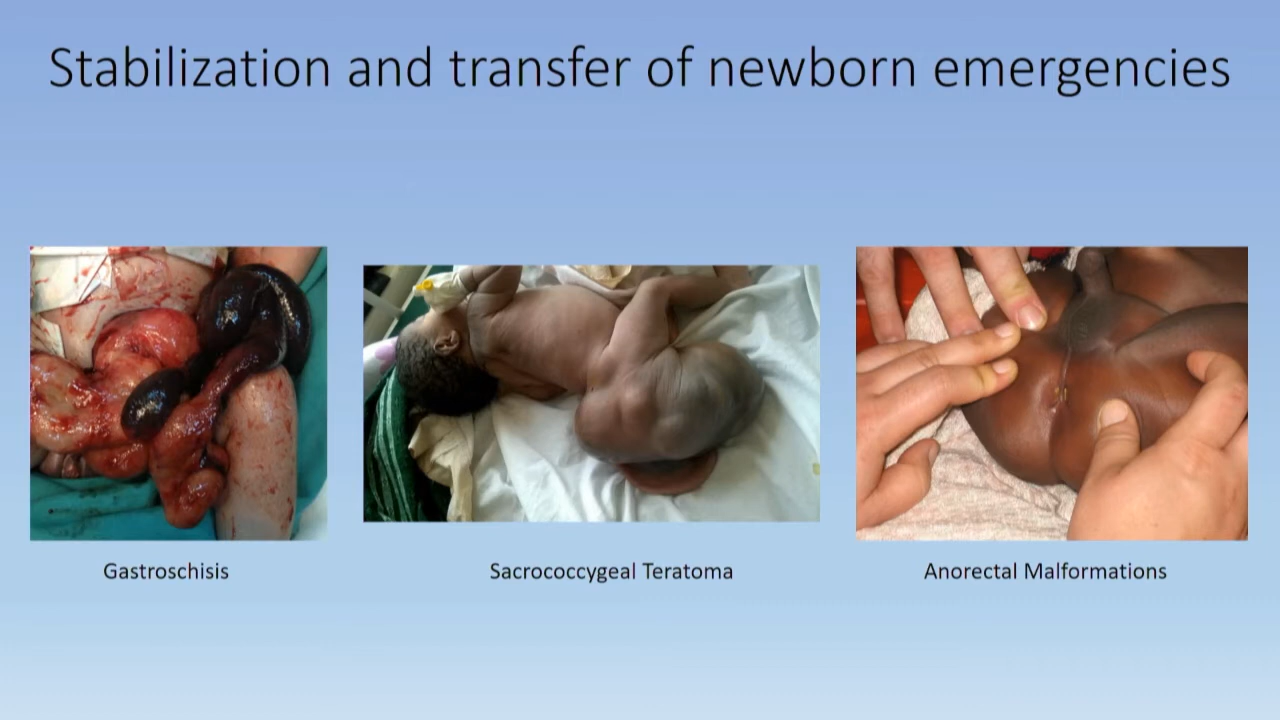 Stabilization and transfer of newborn emergencies
Gastroschisis
Sacrococcygeal Teratoma
Anorectal Malformations